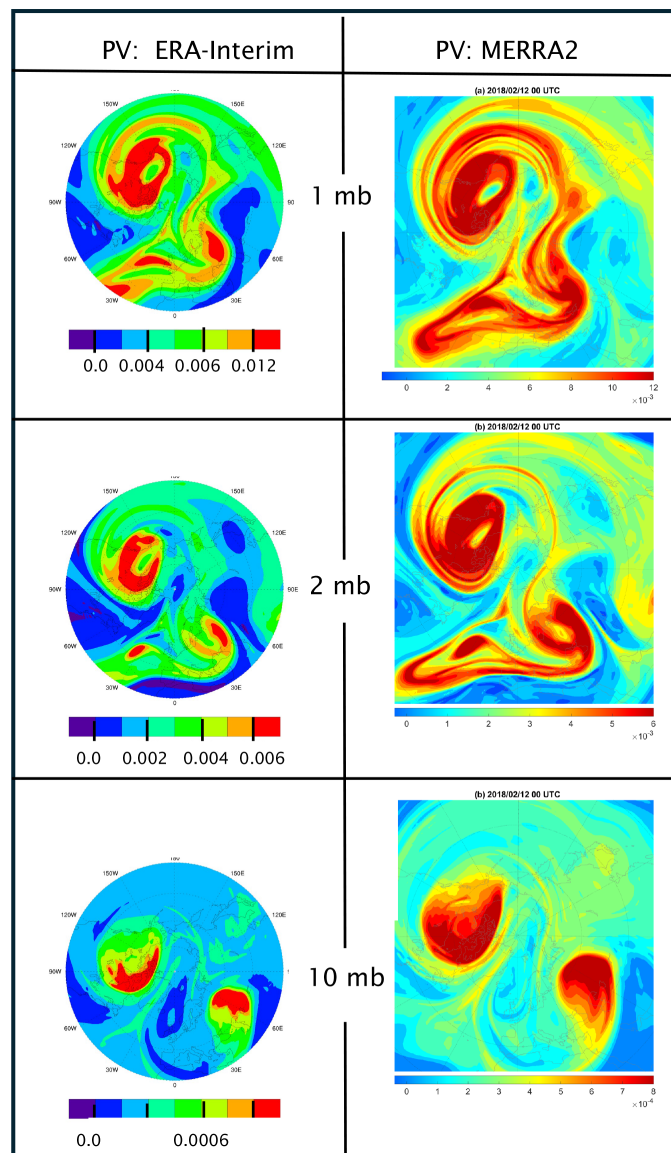 PV: ERA-Interim
PV: MERRA2
1 mb
150W
150E
120W
120E
90W
60W
60E
30W
30E
0
0.0 0.004 0.006 0.012
(a) 2018/02/12 00 UTC
0 2 4 6 8 10 12
×10⁻³
2 mb
150W
150E
120W
120E
90W
90E
60W
60E
30W
30E
0
0.0 0.002 0.004 0.006
(b) 2018/02/12 00 UTC
0 1 2 3 4 5 6
×10⁻³
10 mb
150W
150E
120W
120E
90W
60W
60E
30W
30E
0
0.0 0.0006
(b) 2018/02/12 00 UTC
0 1 2 3 4 5 6 7 8
×10⁻⁴